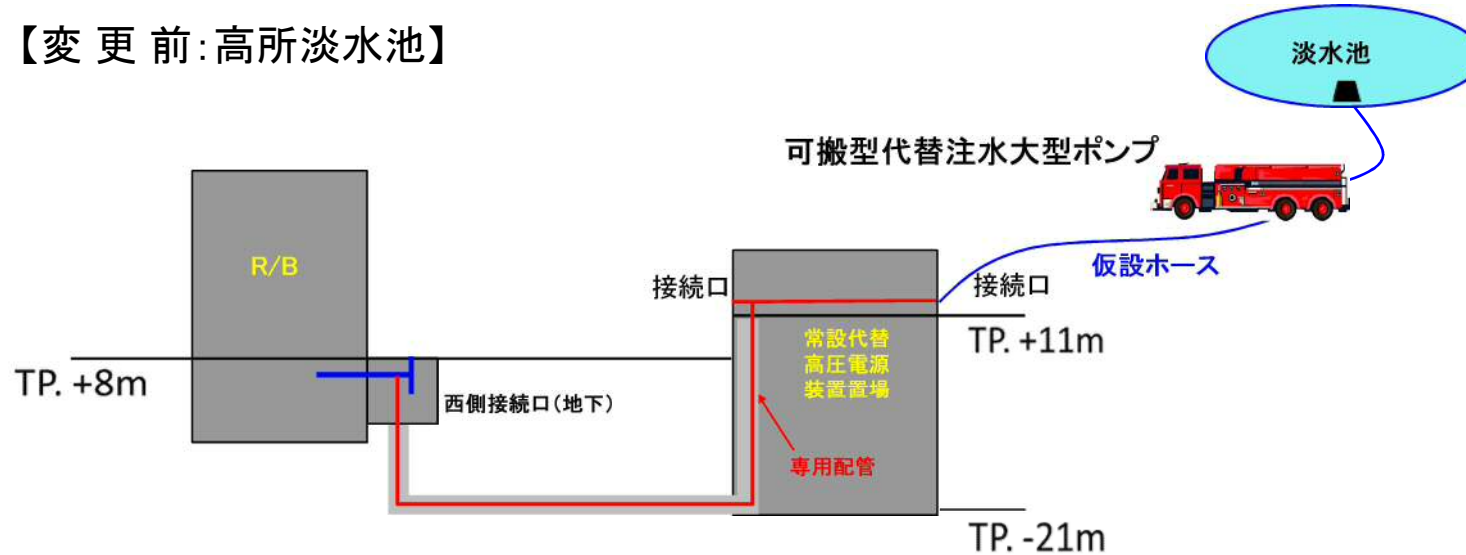 【変 更 前:高所淡水池】
淡水池
可搬型代替注水大型ポンプ
R/B
仮設ホース
接続口
接続口
常設代替
高圧電源
装置置場
TP. +11m
TP. +8m
西側接続口(地下)
専用配管
TP. -21m